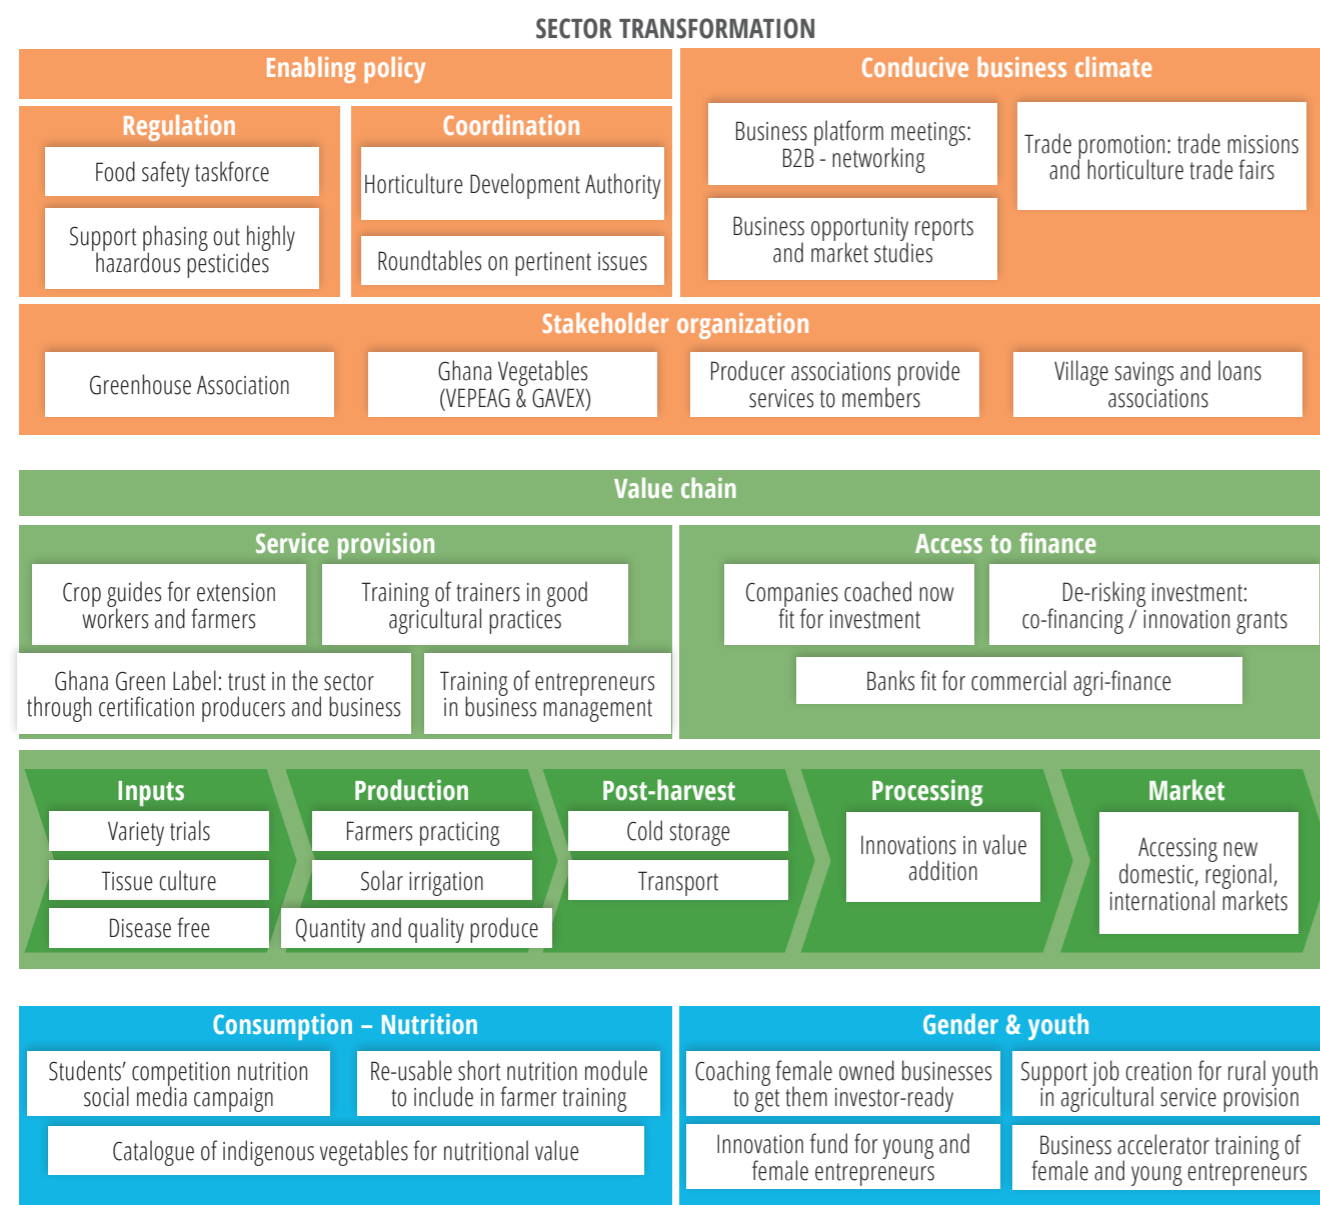 SECTOR TRANSFORMATION
Enabling policy
Regulation
Food safety taskforce
Support phasing out highly
hazardous pesticides
Coordination
Horticulture Development Authority
Roundtables on pertinent issues
Conducive business climate
Business platform meetings:
B2B - networking
Trade promotion: trade missions
and horticulture trade fairs
Business opportunity reports
and market studies
Stakeholder organization
Greenhouse Association
Ghana Vegetables
(VEPEAG & GAVEX)
Producer associations provide
services to members
Village savings and loans
associations
Value chain
Service provision
Crop guides for extension
workers and farmers
Training of trainers in good
agricultural practices
Ghana Green Label: trust in the sector
through certification producers and business
Training of entrepreneurs
in business management
Access to finance
Companies coached now
fit for investment
De-risking investment:
co-financing / innovation grants
Banks fit for commercial agri-finance
Inputs
Variety trials
Tissue culture
Disease free
Production
Farmers practicing
Solar irrigation
Quantity and quality produce
Post-harvest
Cold storage
Transport
Processing
Innovations in value
addition
Market
Accessing new
domestic, regional,
international markets
Consumption – Nutrition
Students’ competition nutrition
social media campaign
Re-usable short nutrition module
to include in farmer training
Catalogue of indigenous vegetables for nutritional value
Gender & youth
Coaching female owned businesses
to get them investor-ready
Support job creation for rural youth
in agricultural service provision
Innovation fund for young and
female entrepreneurs
Business accelerator training of
female and young entrepreneurs